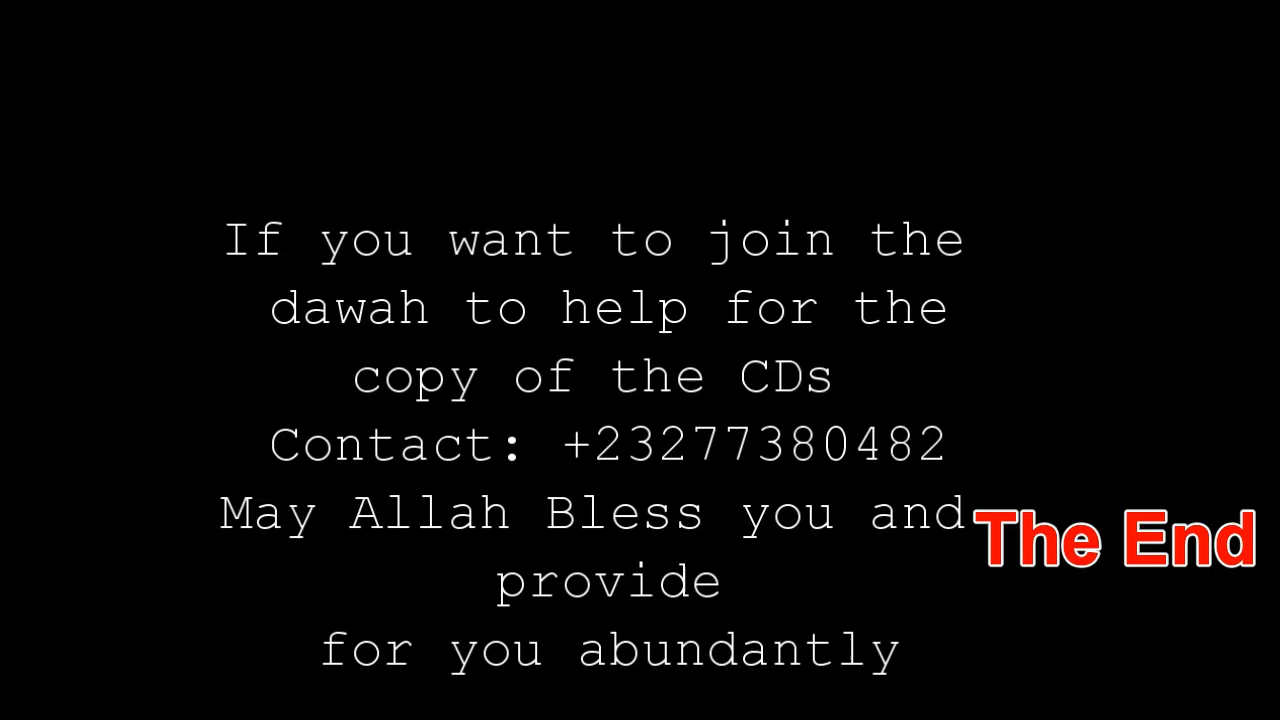 If you want to join the
dawah to help for the
copy of the CDs
Contact: +23277380482
May Allah Bless you and
The End
provide
for you abundantly